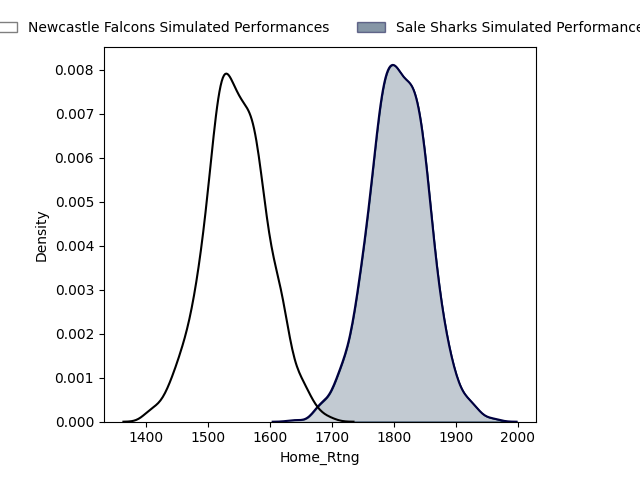 Newcastle Falcons Simulated Performances
Sale Sharks Simulated Performance
0.008
0.007
0.006
0.005
0.004
0.003
0.002
0.001
0.000
Density
1400 1500 1600 1700 1800 1900 2000
Home_Rtng